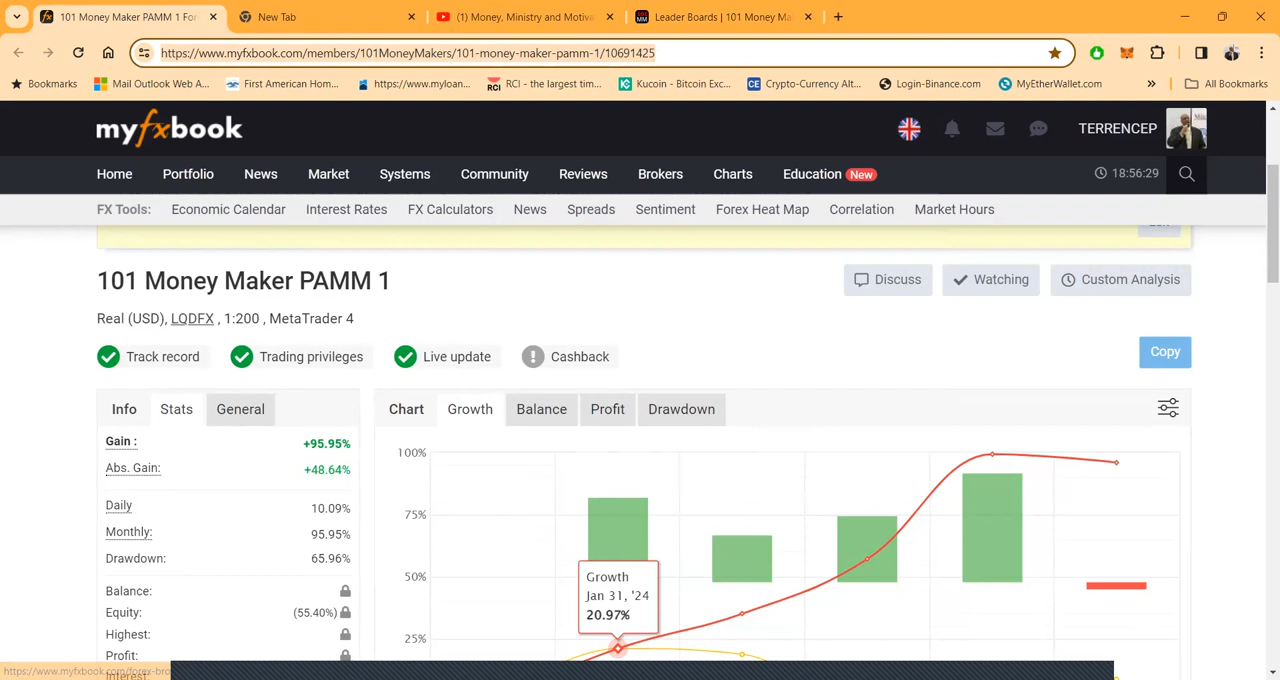 101 Money Maker PAMM 1 For
New Tab
(1) Money, Ministry and Motiva
Leader Boards | 101 Money Ma
https://www.myfxbook.com/members/101MoneyMakers/101-money-maker-pamm-1/10691425
Bookmarks
Mail Outlook Web A...
First American Hom...
https://www.myloan...
RCI - the largest tim...
Kucoin - Bitcoin Exc...
Crypto-Currency Alt...
Login-Binance.com
MyEtherWallet.com
»
All Bookmarks
myfxbook
TERRENCEP
Home Portfolio News Market Systems Community Reviews Brokers Charts Education New
18:56:29
FX Tools: Economic Calendar Interest Rates FX Calculators News Spreads Sentiment Forex Heat Map Correlation Market Hours
101 Money Maker PAMM 1
Discuss Watching Custom Analysis
Real (USD), LQDFX , 1:200 , MetaTrader 4
Track record Trading privileges Live update Cashback
Copy
Info Stats General
Chart Growth Balance Profit Drawdown
Gain : +95.95%
Abs. Gain: +48.64%
Daily 10.09%
Monthly: 95.95%
Drawdown: 65.96%
Balance:
Equity: (55.40%)
Highest:
Profit:
Interest:
100%
75%
50%
25%
Growth
Jan 31, '24
20.97%
https://www.myfxbook.com/forex-bro